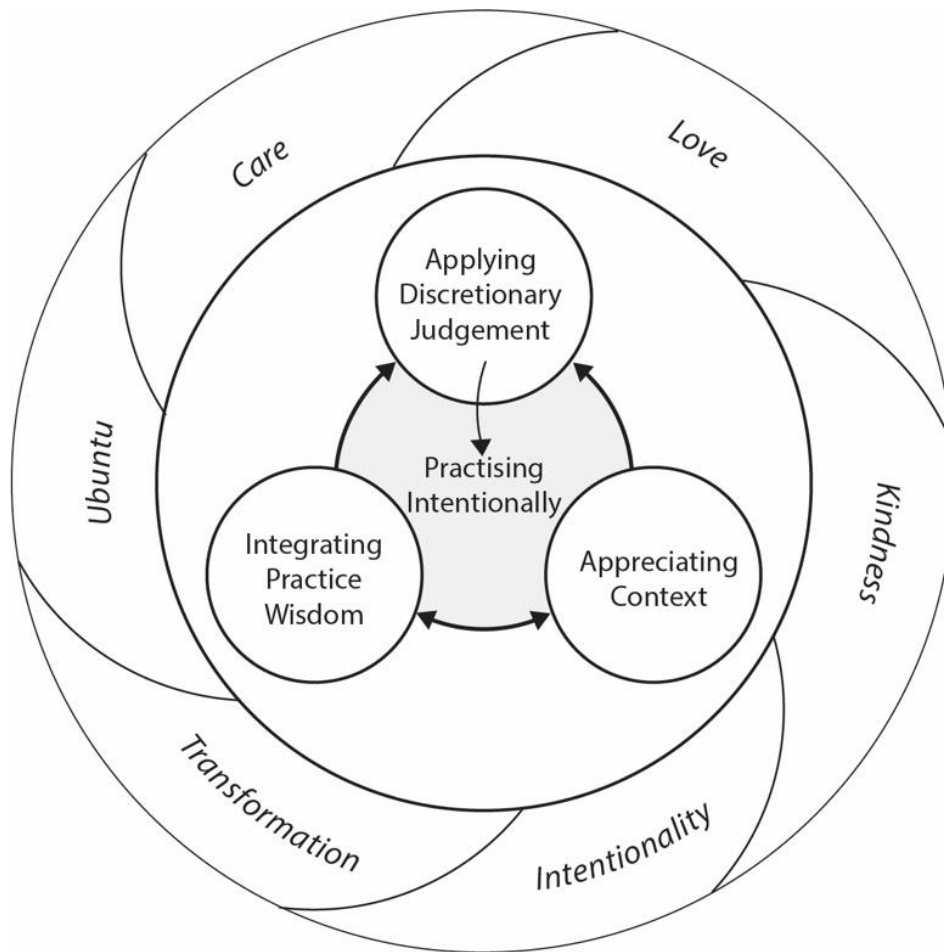 Care
Love
Applying
Discretionary
Judgement
Practising
Intentionally
Ubuntu
Kindness
Integrating
Practice
Wisdom
Appreciating
Context
Transformation
Intentionality